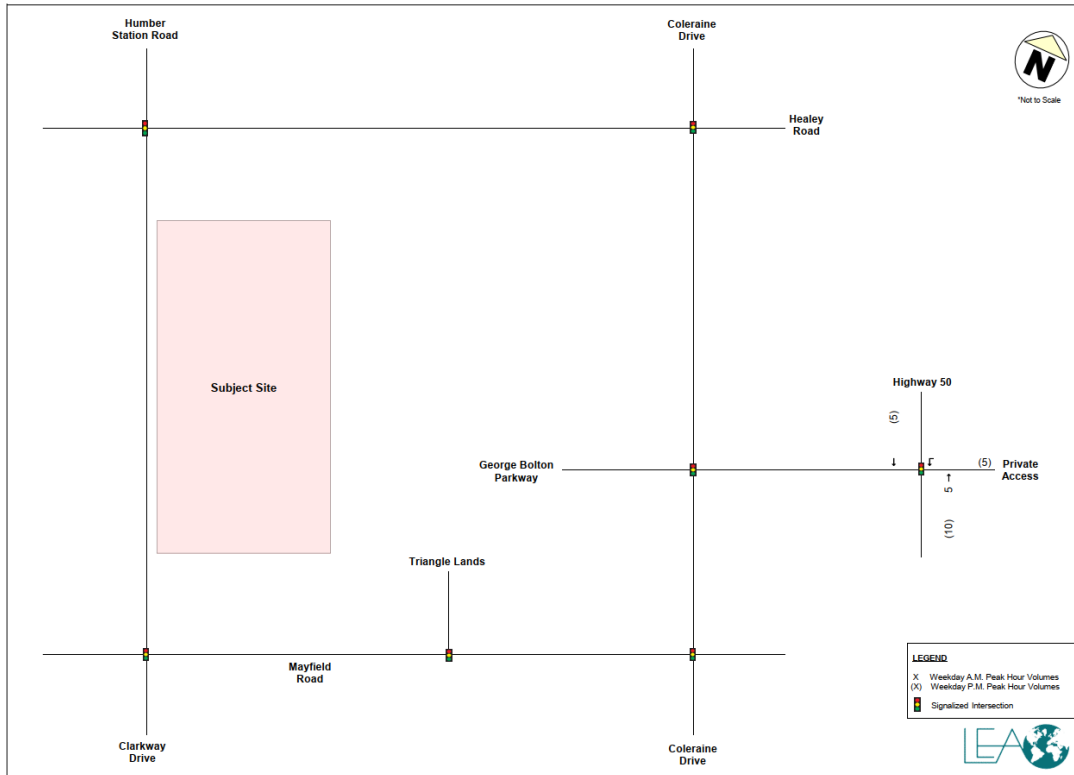 Humber
Station Road
Coleraine
Drive
N
*Not to Scale
Healey
Road
Subject Site
Highway 50
(5)
George Bolton
Parkway
(5)
Private
Access
5
(10)
Triangle Lands
Mayfield
Road
LEGEND
X Weekday A.M. Peak Hour Volumes
(X) Weekday P.M. Peak Hour Volumes
Signalized Intersection
Clarkway
Drive
Coleraine
Drive
LEA